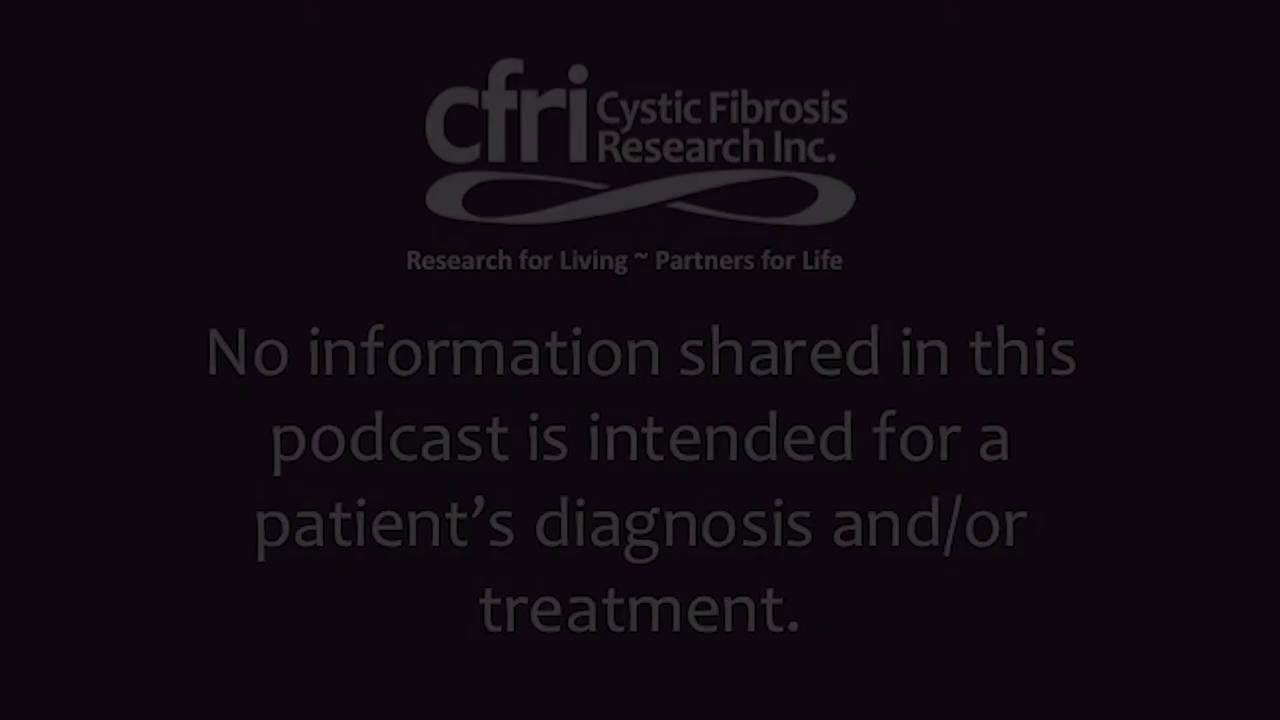 cfri Cystic Fibrosis
Research Inc.
Research for Living ~ Partners for Life
No information shared in this
podcast is intended for a
patient’s diagnosis and/or
treatment.